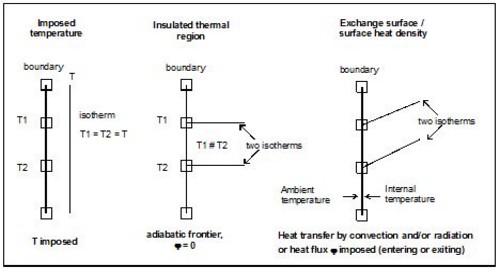 Imposed
temperature
boundary
T
T1
isotherm
T1 = T2 = T
T2
T imposed
Insulated thermal
region
boundary
T1
T1 # T2
two isotherms
T2
adiabatic frontier,
φ = 0
Exchange surface /
surface heat density
boundary
two isotherms
Ambient
temperature
Internal
temperature
Heat transfer by convection and/or radiation
or heat flux φ imposed (entering or exiting)